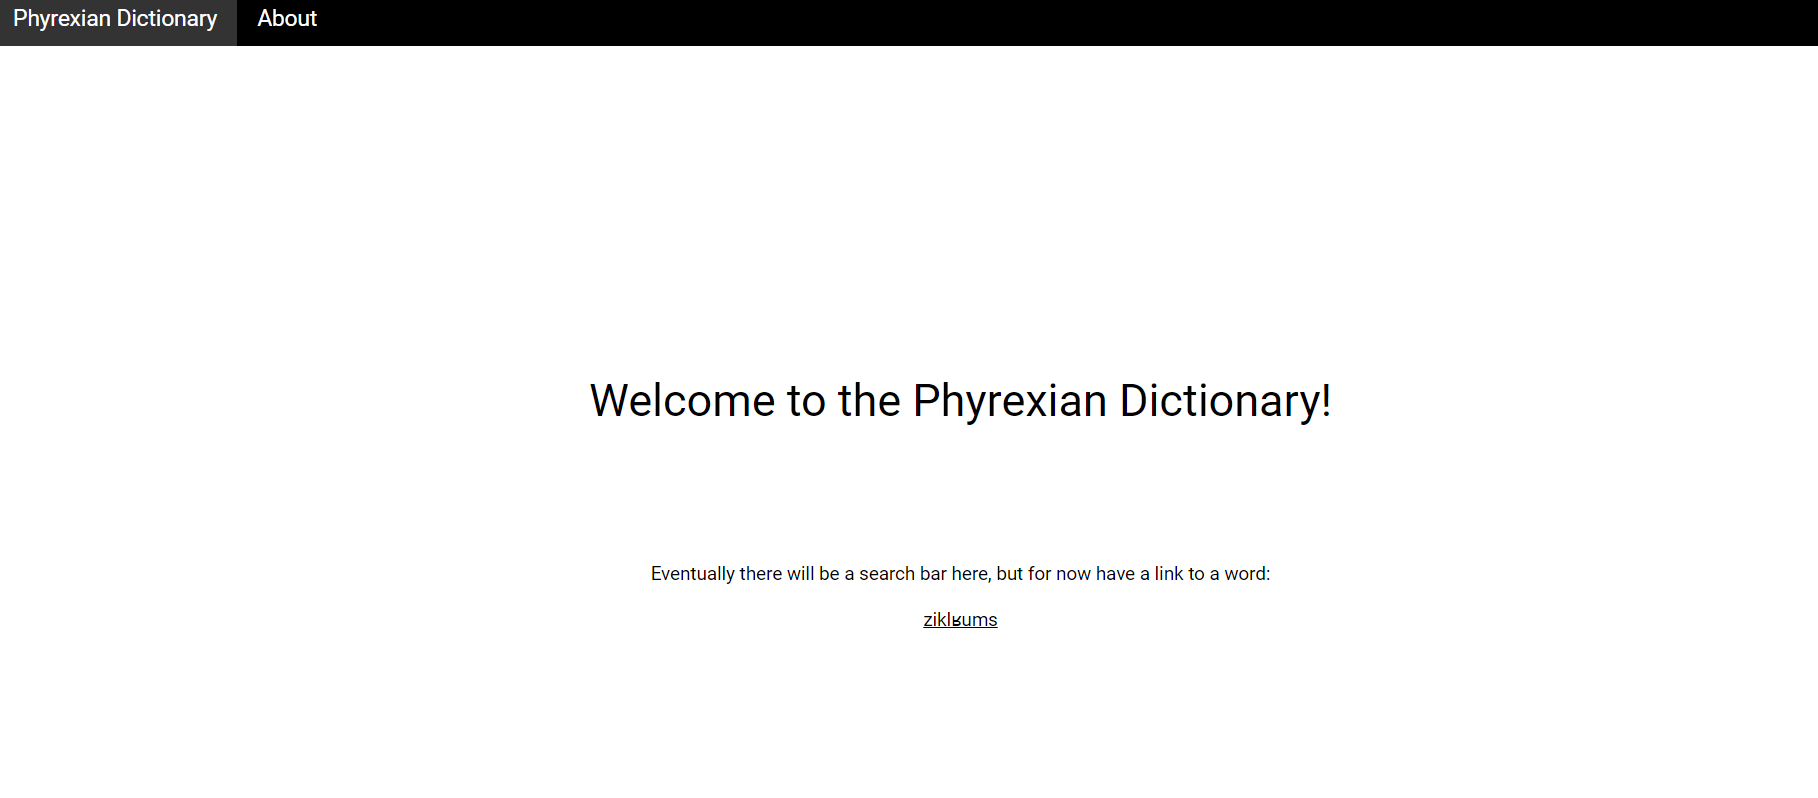 Phyrexian Dictionary About
Welcome to the Phyrexian Dictionary!
Eventually there will be a search bar here, but for now have a link to a word:
ziklʁums